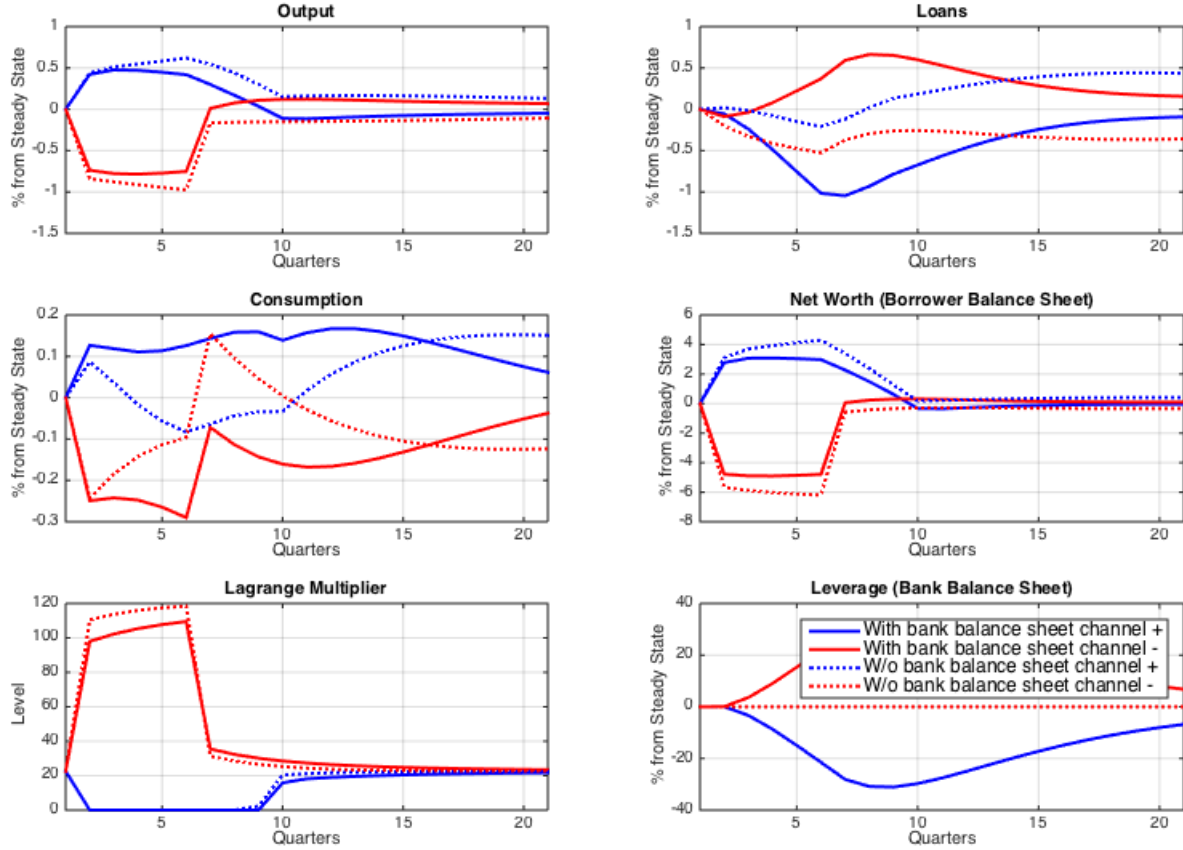 Output
% from Steady State
1
0.5
0
-0.5
-1
-1.5
5 10 15 20
Quarters
Loans
% from Steady State
1
0.5
0
-0.5
-1
-1.5
5 10 15 20
Quarters
Consumption
% from Steady State
0.2
0.1
0
-0.1
-0.2
-0.3
5 10 15 20
Quarters
Net Worth (Borrower Balance Sheet)
% from Steady State
6
4
2
0
-2
-4
-6
-8
5 10 15 20
Quarters
Lagrange Multiplier
Level
120
100
80
60
40
20
0
5 10 15 20
Quarters
Leverage (Bank Balance Sheet)
% from Steady State
40
20
0
-20
-40
With bank balance sheet channel +
With bank balance sheet channel -
W/o bank balance sheet channel +
W/o bank balance sheet channel -
5 10 15 20
Quarters